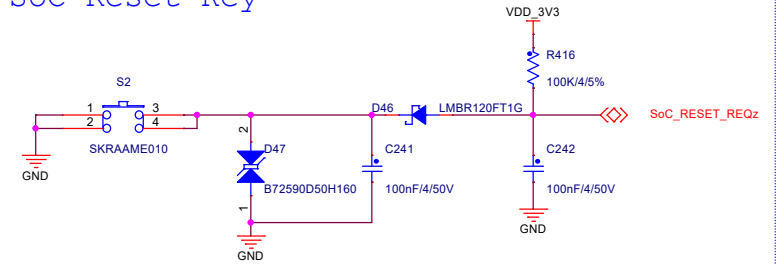 SoC Reset Key
VDD_3V3
R416
100K/4/5%
S2
1 3
2 4
SKRAAME010
GND
D46
LMBR120FT1G
SoC_RESET_REQz
2
D47
B72590D50H160
1
GND
C241
100nF/4/50V
C242
100nF/4/50V
GND